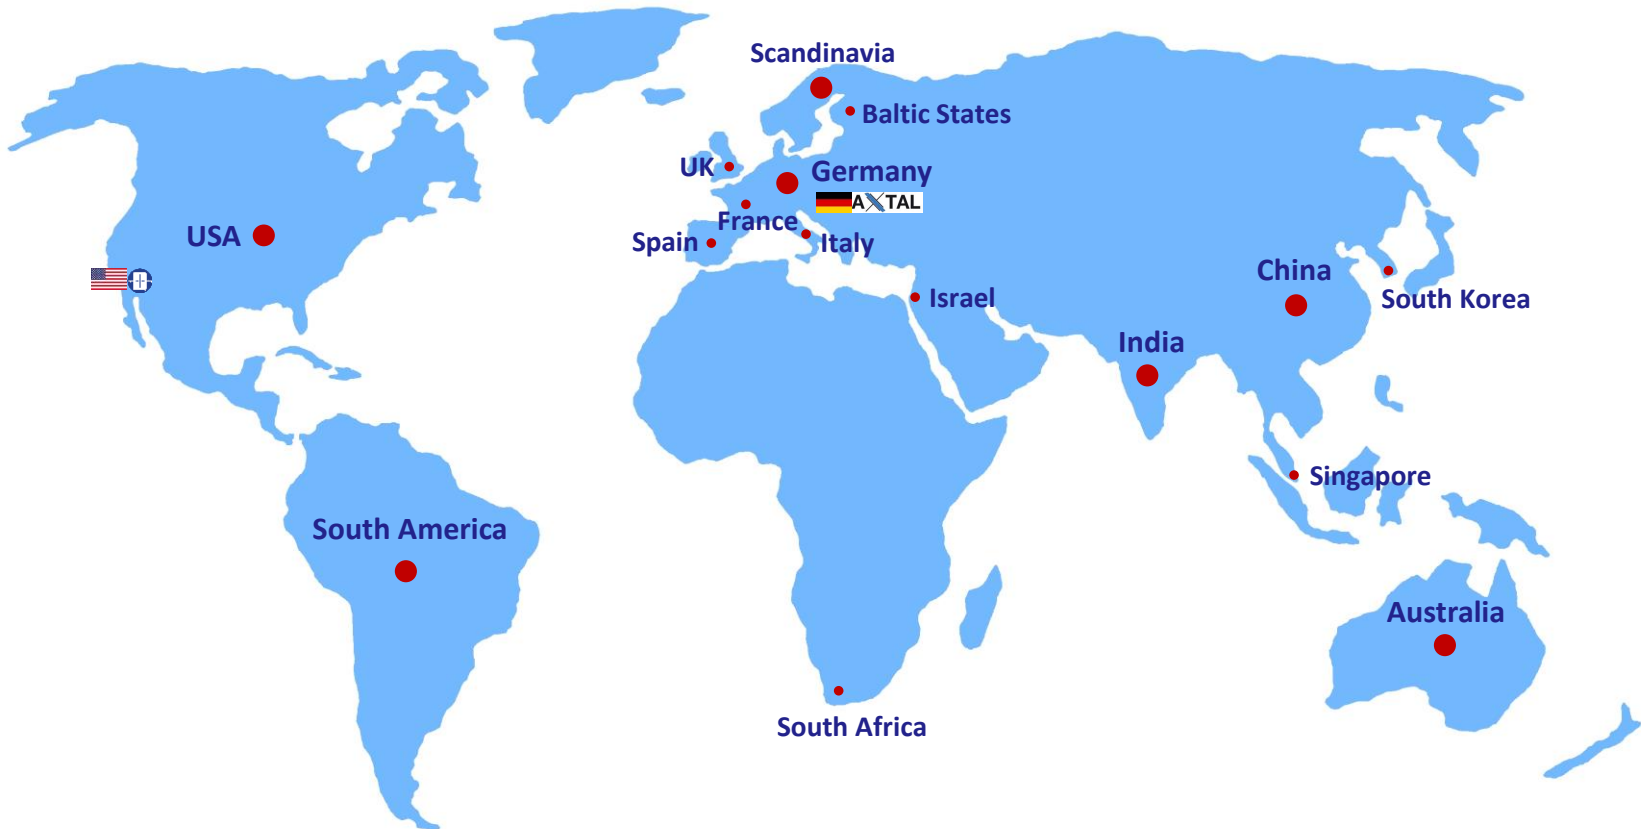 Scandinavia
Baltic States
UK
Germany
AXTAL
France
USA
Spain
Italy
China
Israel
South Korea
India
Singapore
South America
Australia
South Africa